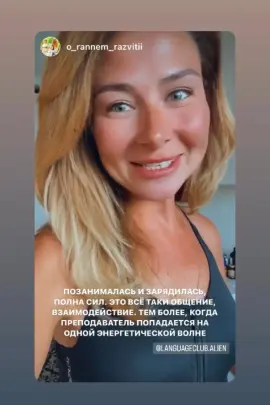 o_rannem_razvitii
ПОЗАНИМАЛАСЬ И ЗАРЯДИЛАСЬ,
ПОЛНА СИЛ. ЭТО ВСЁ ТАКИ ОБЩЕНИЕ,
ВЗАИМОДЕЙСТВИЕ. ТЕМ БОЛЕЕ, КОГДА
ПРЕПОДАВАТЕЛЬ ПОПАДАЕТСЯ НА
ОДНОЙ ЭНЕРГЕТИЧЕСКОЙ ВОЛНЕ
@LANGUAGECLUB.ALIEN